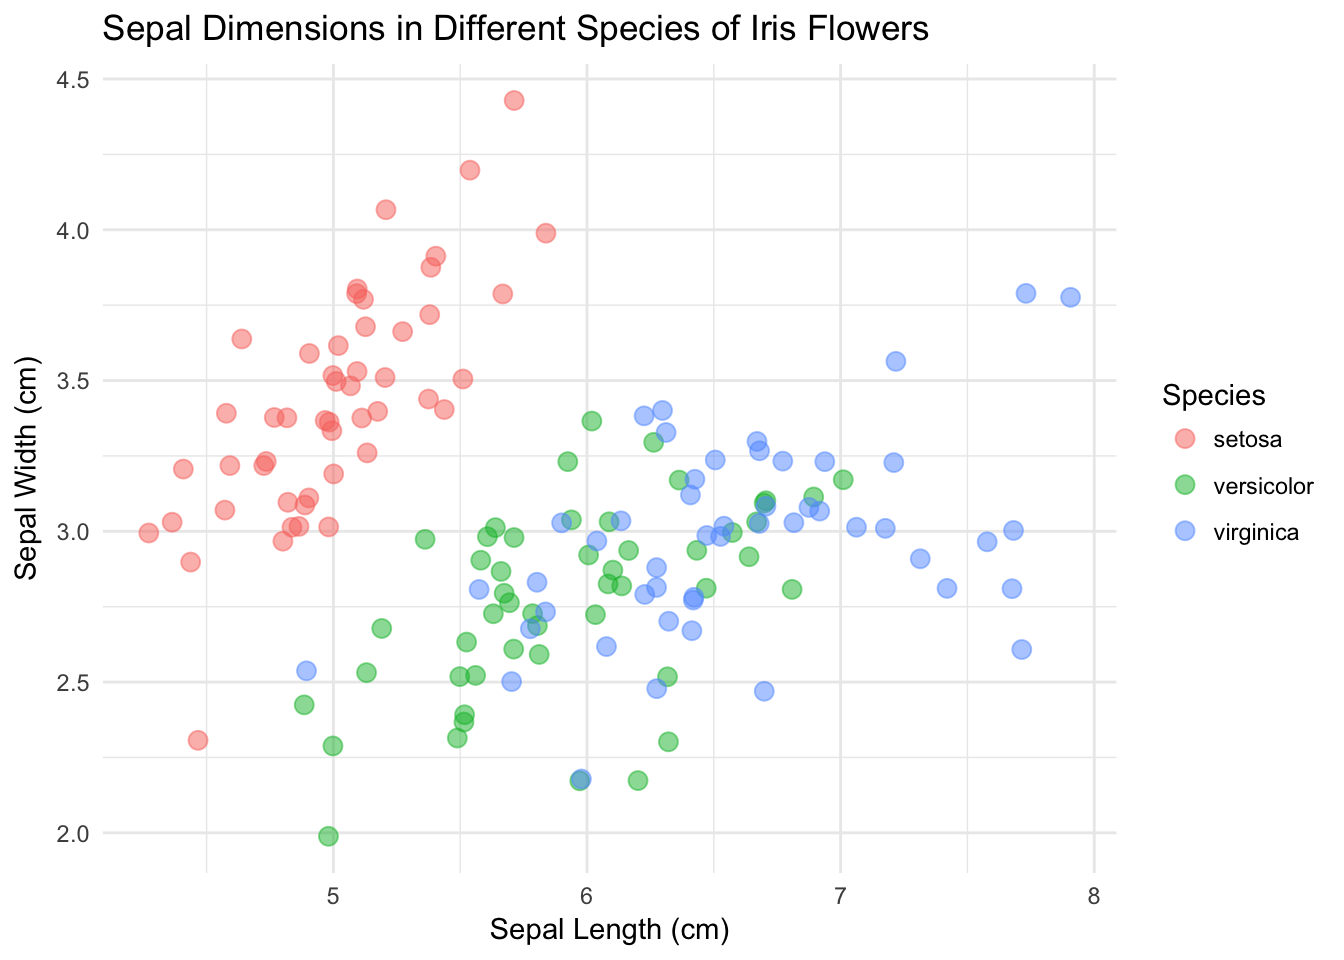 Sepal Dimensions in Different Species of Iris Flowers
4.5
4.0
3.5
3.0
2.5
2.0
Sepal Width (cm)
5 6 7 8
Sepal Length (cm)
Species
setosa
versicolor
virginica